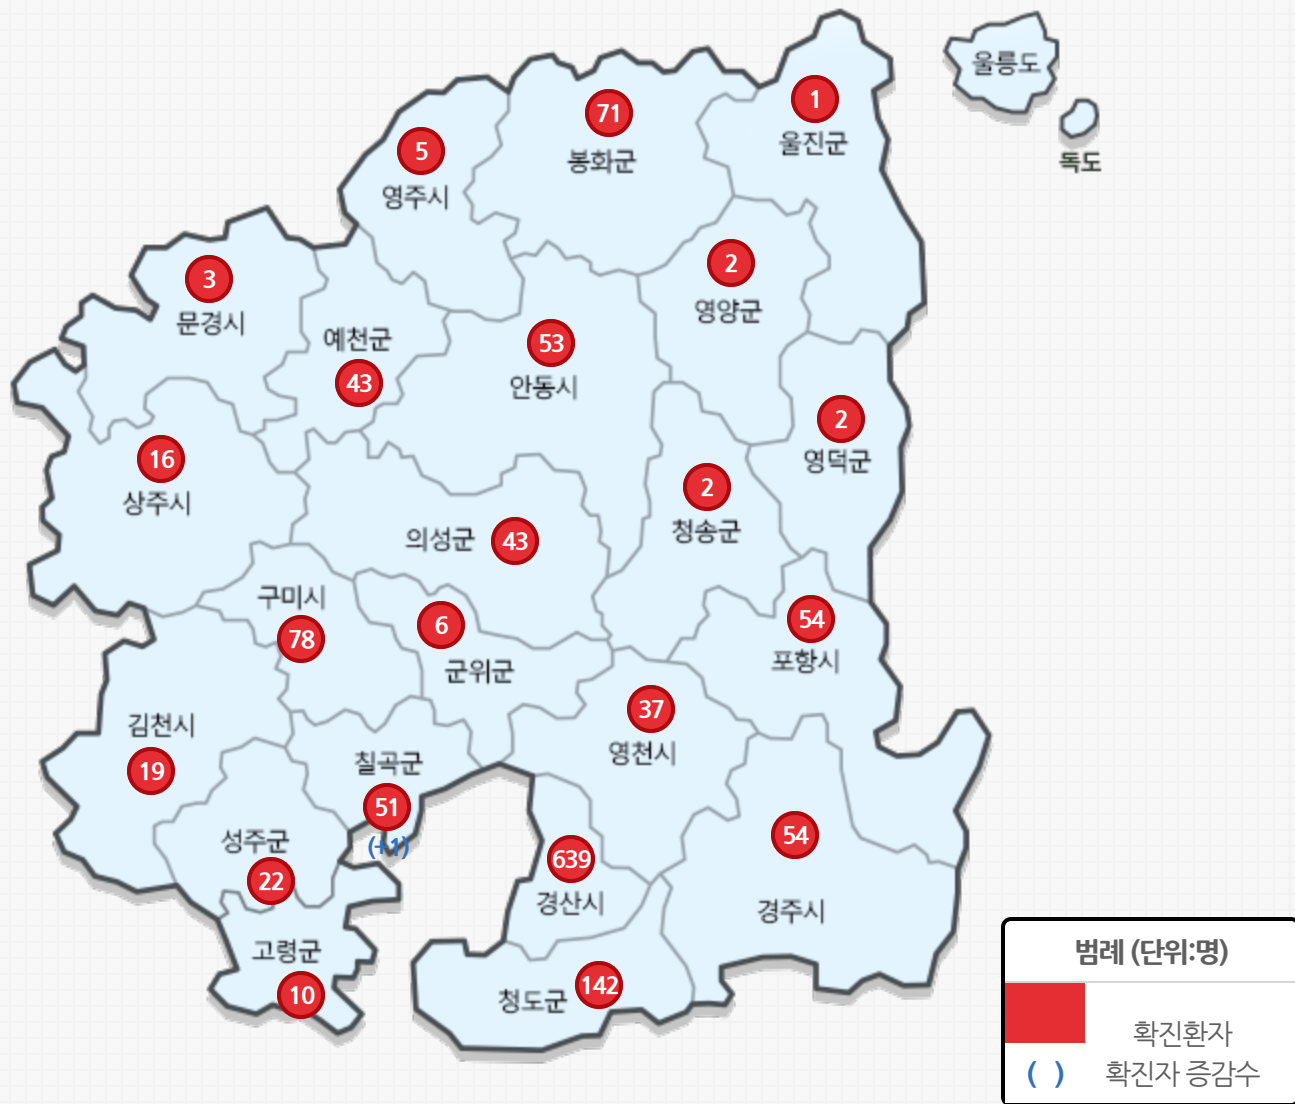 울릉도
독도
1
울진군
71
봉화군
5
영주시
2
영양군
3
문경시
예천군
43
53
안동시
2
영덕군
16
상주시
2
청송군
의성군
43
구미시
78
6
군위군
54
포항시
37
영천시
김천시
19
칠곡군
51
(+1)
성주군
22
639
경산시
54
경주시
고령군
10
청도군
142
범례 (단위:명)
확진환자
( ) 확진자 증감수